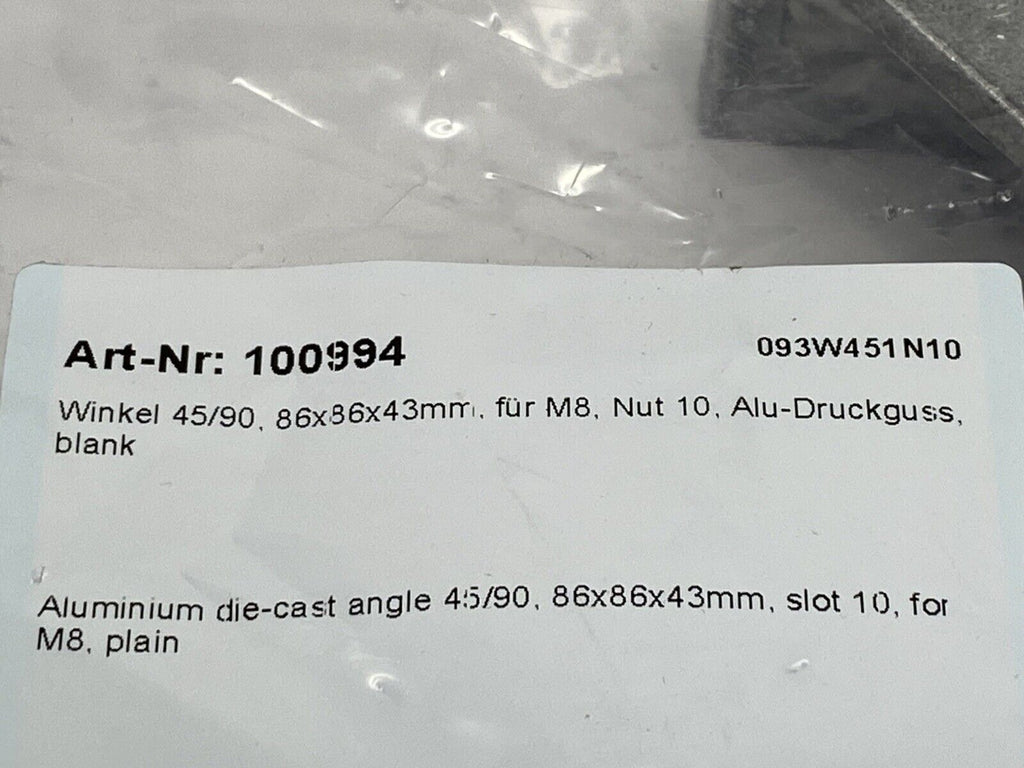 Art-Nr: 100994
093W451N10
Winkel 45/90, 86x86x43mm, für M8, Nut 10, Alu-Druckguss,
blank
Aluminium die-cast angle 45/90, 86x86x43mm, slot 10, for
M8, plain